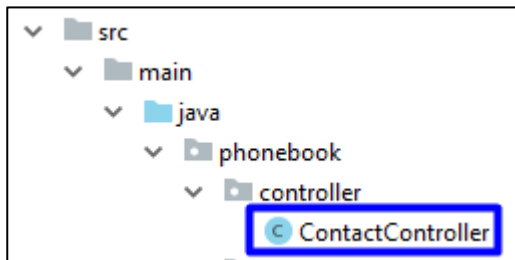 src
main
java
phonebook
controller
C ContactController